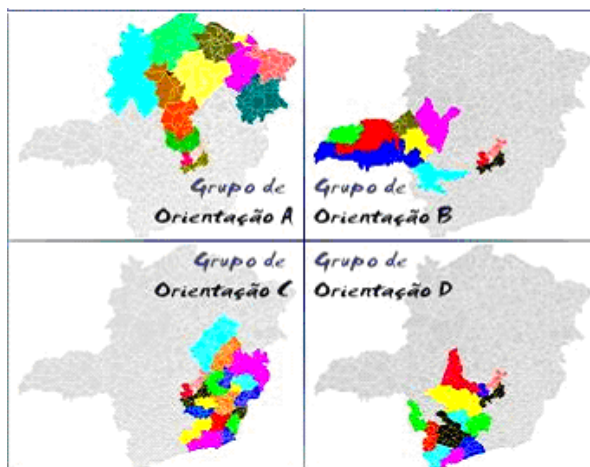 Grupo de
Orientação A
Grupo de
Orientação B
Grupo de
Orientação C
Grupo de
Orientação D